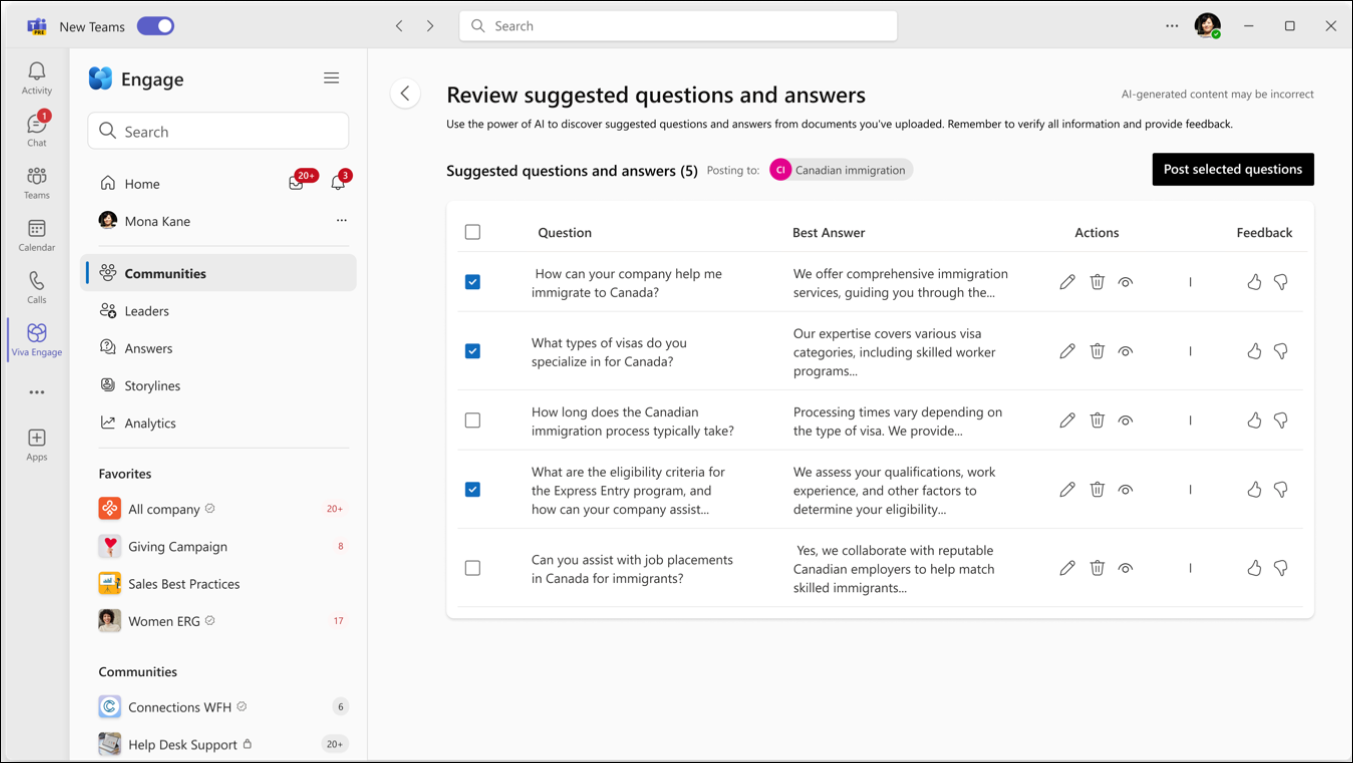 PRE
New Teams
Search
Activity
1
Chat
Teams
Calendar
Calls
Viva Engage
Apps
Engage
Search
Home
20+
3
Mona Kane
Communities
Leaders
Answers
Storylines
Analytics
Favorites
All company
20+
Giving Campaign
8
Sales Best Practices
Women ERG
17
Communities
Connections WFH
6
Help Desk Support
20+
Review suggested questions and answers
AI-generated content may be incorrect
Use the power of AI to discover suggested questions and answers from documents you've uploaded. Remember to verify all information and provide feedback.
Suggested questions and answers (5)
Posting to:
CI
Canadian immigration
Post selected questions
Question
Best Answer
Actions
Feedback
How can your company help me
immigrate to Canada?
We offer comprehensive immigration
services, guiding you through the...
What types of visas do you
specialize in for Canada?
Our expertise covers various visa
categories, including skilled worker
programs...
How long does the Canadian
immigration process typically take?
Processing times vary depending on
the type of visa. We provide...
What are the eligibility criteria for
the Express Entry program, and
how can your company assist...
We assess your qualifications, work
experience, and other factors to
determine your eligibility...
Can you assist with job placements
in Canada for immigrants?
Yes, we collaborate with reputable
Canadian employers to help match
skilled immigrants...